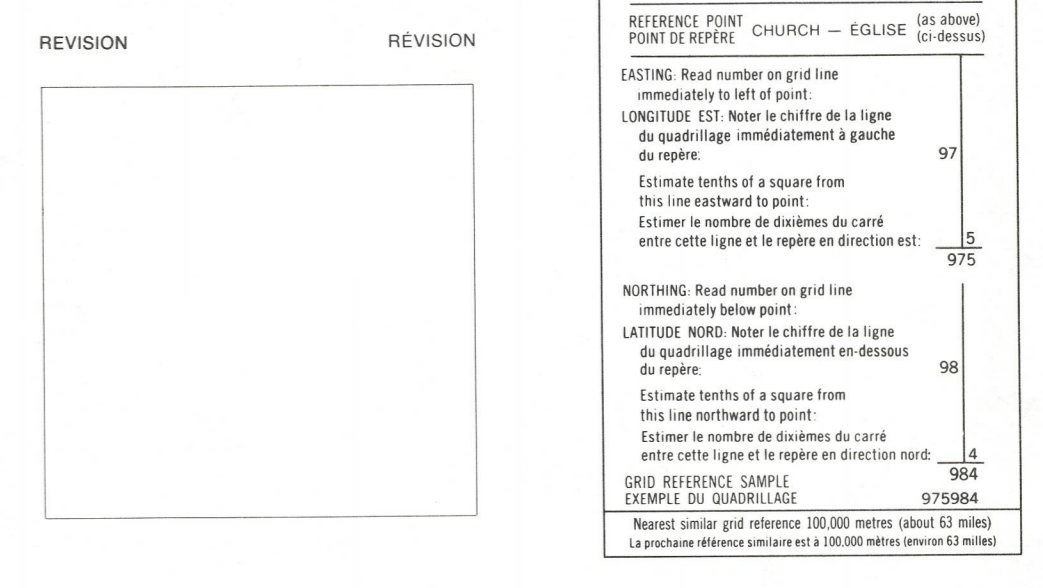 REVISION RÉVISION
REFERENCE POINT
POINT DE REPÈRE CHURCH — ÉGLISE (as above)
(ci-dessus)
EASTING: Read number on grid line
immediately to left of point:
LONGITUDE EST: Noter le chiffre de la ligne
du quadrillage immédiatement à gauche
du repère: 97
Estimate tenths of a square from
this line eastward to point:
Estimer le nombre de dixièmes du carré
entre cette ligne et le repère en direction est: 5
975
NORTHING: Read number on grid line
immediately below point:
LATITUDE NORD: Noter le chiffre de la ligne
du quadrillage immédiatement en-dessous
du repère: 98
Estimate tenths of a square from
this line northward to point:
Estimer le nombre de dixièmes du carré
entre cette ligne et le repère en direction nord: 4
984
GRID REFERENCE SAMPLE
EXEMPLE DU QUADRILLAGE 975984
Nearest similar grid reference 100,000 metres (about 63 miles)
La prochaine référence similaire est à 100,000 mètres (environ 63 milles)